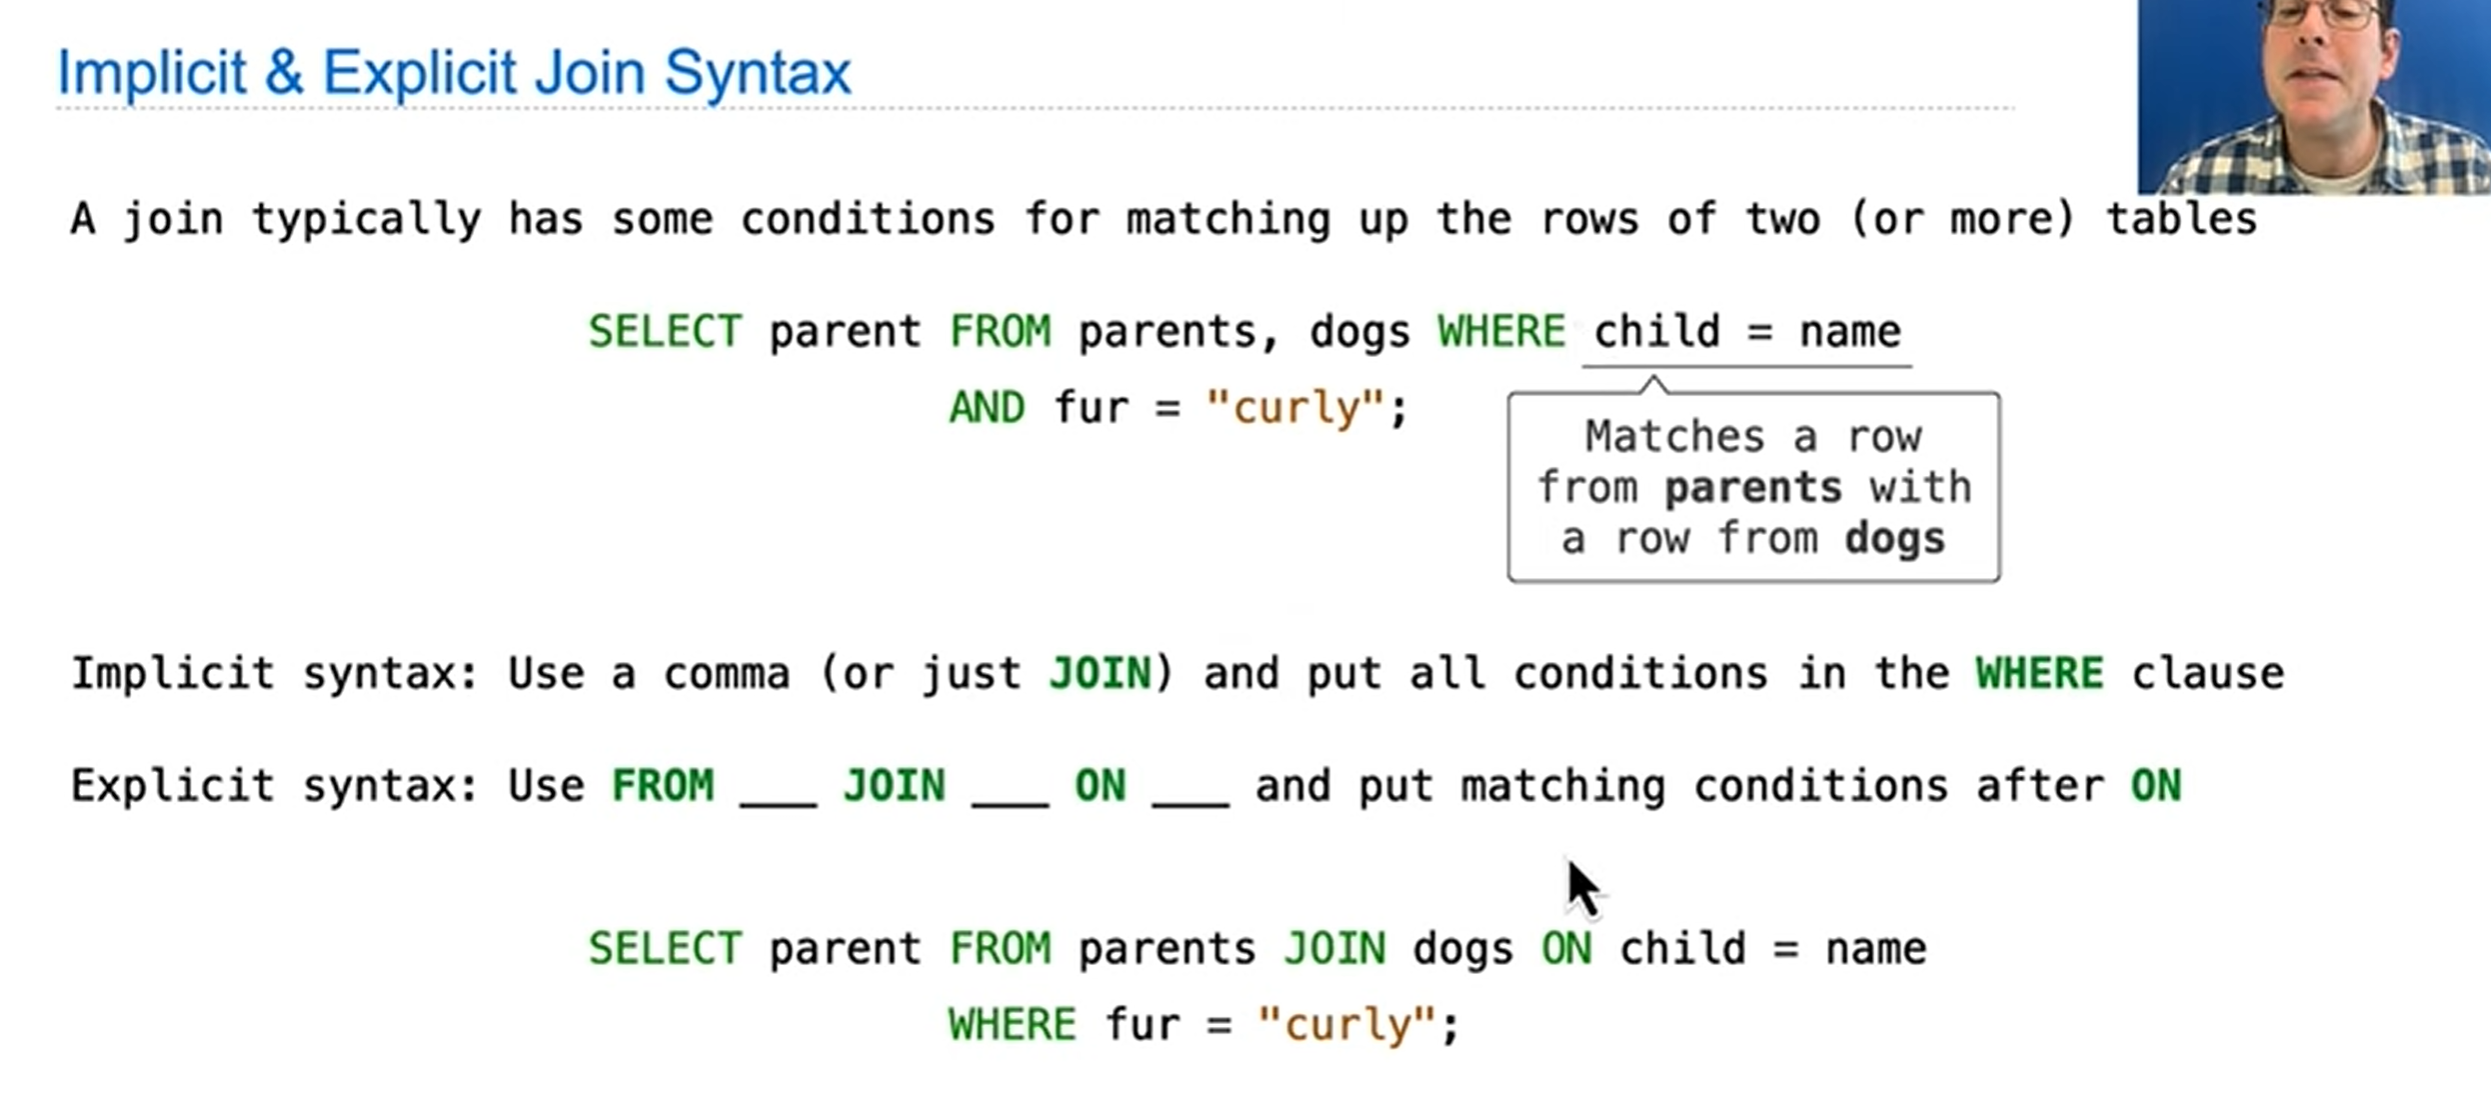 Implicit & Explicit Join Syntax
A join typically has some conditions for matching up the rows of two (or more) tables
SELECT parent FROM parents, dogs WHERE child = name
AND fur = "curly";
Matches a row
from parents with
a row from dogs
Implicit syntax: Use a comma (or just JOIN) and put all conditions in the WHERE clause
Explicit syntax: Use FROM ___ JOIN ___ ON ___ and put matching conditions after ON
SELECT parent FROM parents JOIN dogs ON child = name
WHERE fur = "curly";